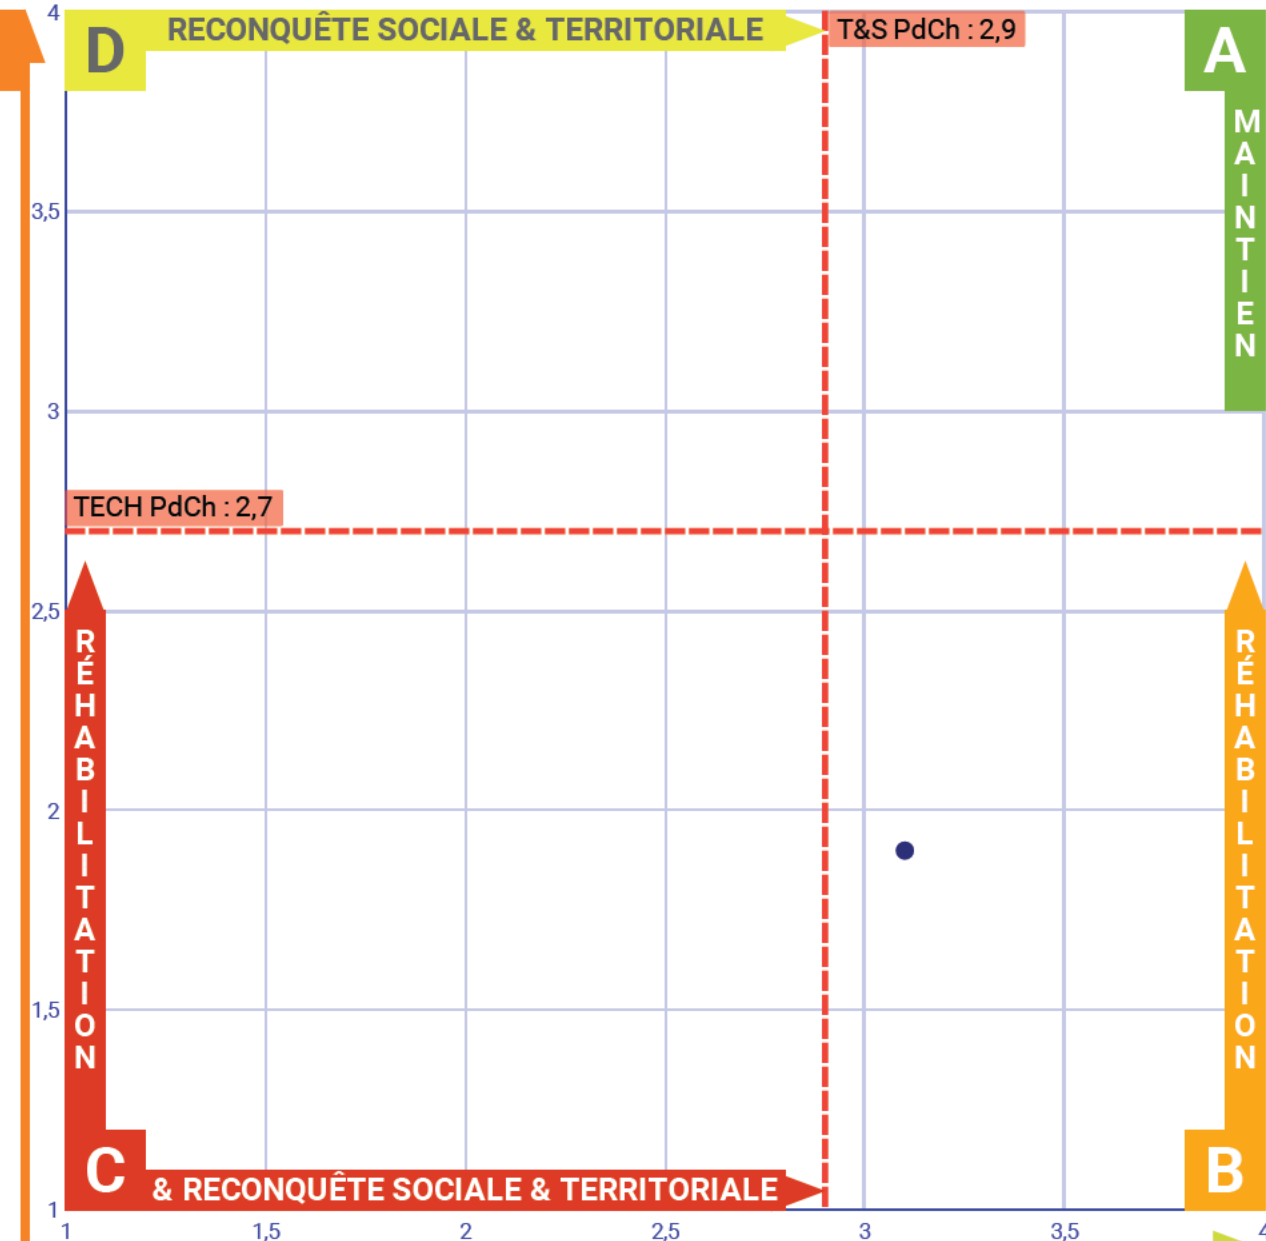 4
D
RECONQUÊTE SOCIALE & TERRITORIALE
T&S PdCh : 2,9
A
MAINTIEN
3,5
3
TECH PdCh : 2,7
2,5
RÉHABILITATION
RÉHABILITATION
2
1,5
C
& RECONQUÊTE SOCIALE & TERRITORIALE
B
1
1
1,5
2
2,5
3
3,5
4